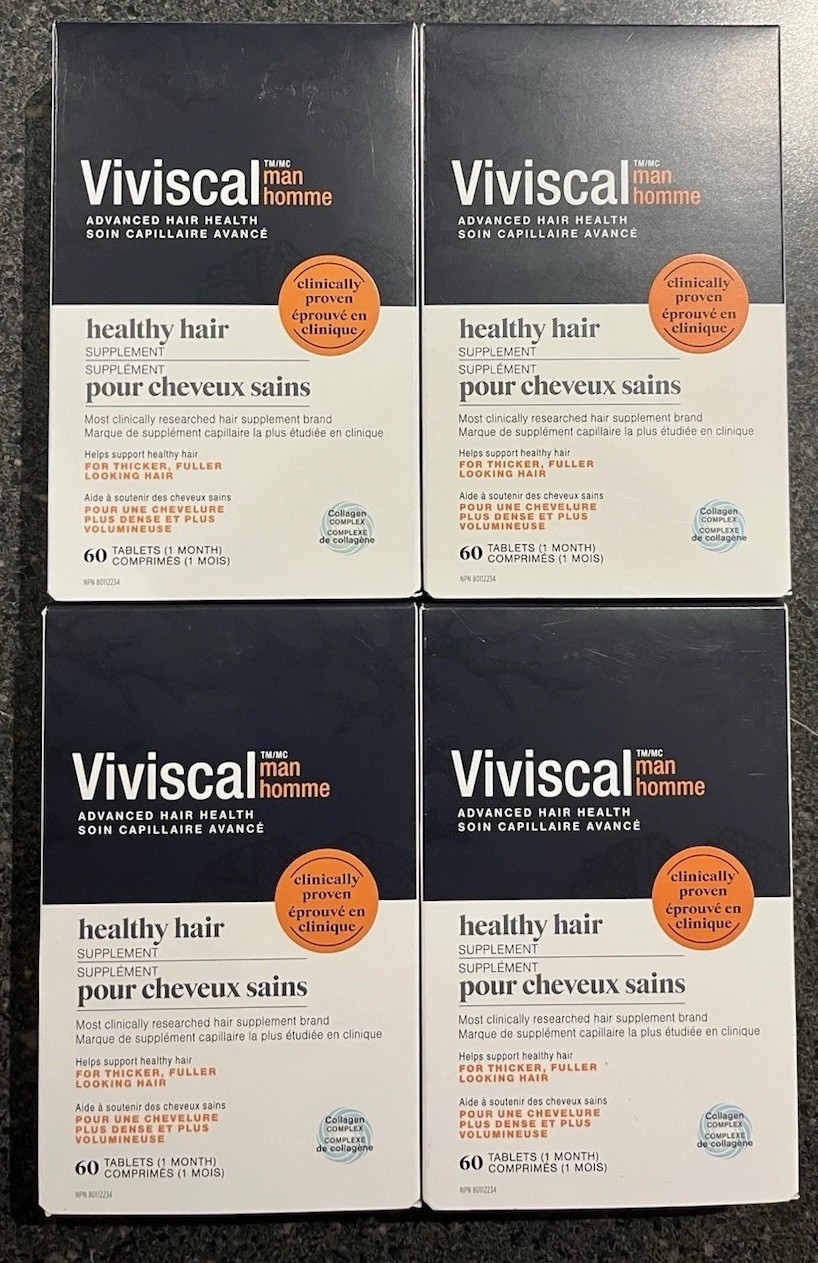 Viviscal TM/MC man
homme
ADVANCED HAIR HEALTH
SOIN CAPILLAIRE AVANCÉ
clinically
proven
éprouvé en
clinique
healthy hair
SUPPLEMENT
SUPPLÉMENT
pour cheveux sains
Most clinically researched hair supplement brand
Marque de supplément capillaire la plus étudiée en clinique
Helps support healthy hair
FOR THICKER, FULLER
LOOKING HAIR
Aide à soutenir des cheveux sains
POUR UNE CHEVELURE
PLUS DENSE ET PLUS
VOLUMINEUSE
Collagen
COMPLEX
COMPLEXE
de collagène
60 TABLETS (1 MONTH)
COMPRIMÉS (1 MOIS)
NPN 80112234
Viviscal TM/MC man
homme
ADVANCED HAIR HEALTH
SOIN CAPILLAIRE AVANCÉ
clinically
proven
éprouvé en
clinique
healthy hair
SUPPLEMENT
SUPPLÉMENT
pour cheveux sains
Most clinically researched hair supplement brand
Marque de supplément capillaire la plus étudiée en clinique
Helps support healthy hair
FOR THICKER, FULLER
LOOKING HAIR
Aide à soutenir des cheveux sains
POUR UNE CHEVELURE
PLUS DENSE ET PLUS
VOLUMINEUSE
Collagen
COMPLEX
COMPLEXE
de collagène
60 TABLETS (1 MONTH)
COMPRIMÉS (1 MOIS)
NPN 80112234
Viviscal TM/MC man
homme
ADVANCED HAIR HEALTH
SOIN CAPILLAIRE AVANCÉ
clinically
proven
éprouvé en
clinique
healthy hair
SUPPLEMENT
SUPPLÉMENT
pour cheveux sains
Most clinically researched hair supplement brand
Marque de supplément capillaire la plus étudiée en clinique
Helps support healthy hair
FOR THICKER, FULLER
LOOKING HAIR
Aide à soutenir des cheveux sains
POUR UNE CHEVELURE
PLUS DENSE ET PLUS
VOLUMINEUSE
Collagen
COMPLEX
COMPLEXE
de collagène
60 TABLETS (1 MONTH)
COMPRIMÉS (1 MOIS)
NPN 80112234
Viviscal TM/MC man
homme
ADVANCED HAIR HEALTH
SOIN CAPILLAIRE AVANCÉ
clinically
proven
éprouvé en
clinique
healthy hair
SUPPLEMENT
SUPPLÉMENT
pour cheveux sains
Most clinically researched hair supplement brand
Marque de supplément capillaire la plus étudiée en clinique
Helps support healthy hair
FOR THICKER, FULLER
LOOKING HAIR
Aide à soutenir des cheveux sains
POUR UNE CHEVELURE
PLUS DENSE ET PLUS
VOLUMINEUSE
Collagen
COMPLEX
COMPLEXE
de collagène
60 TABLETS (1 MONTH)
COMPRIMÉS (1 MOIS)
NPN 80112234